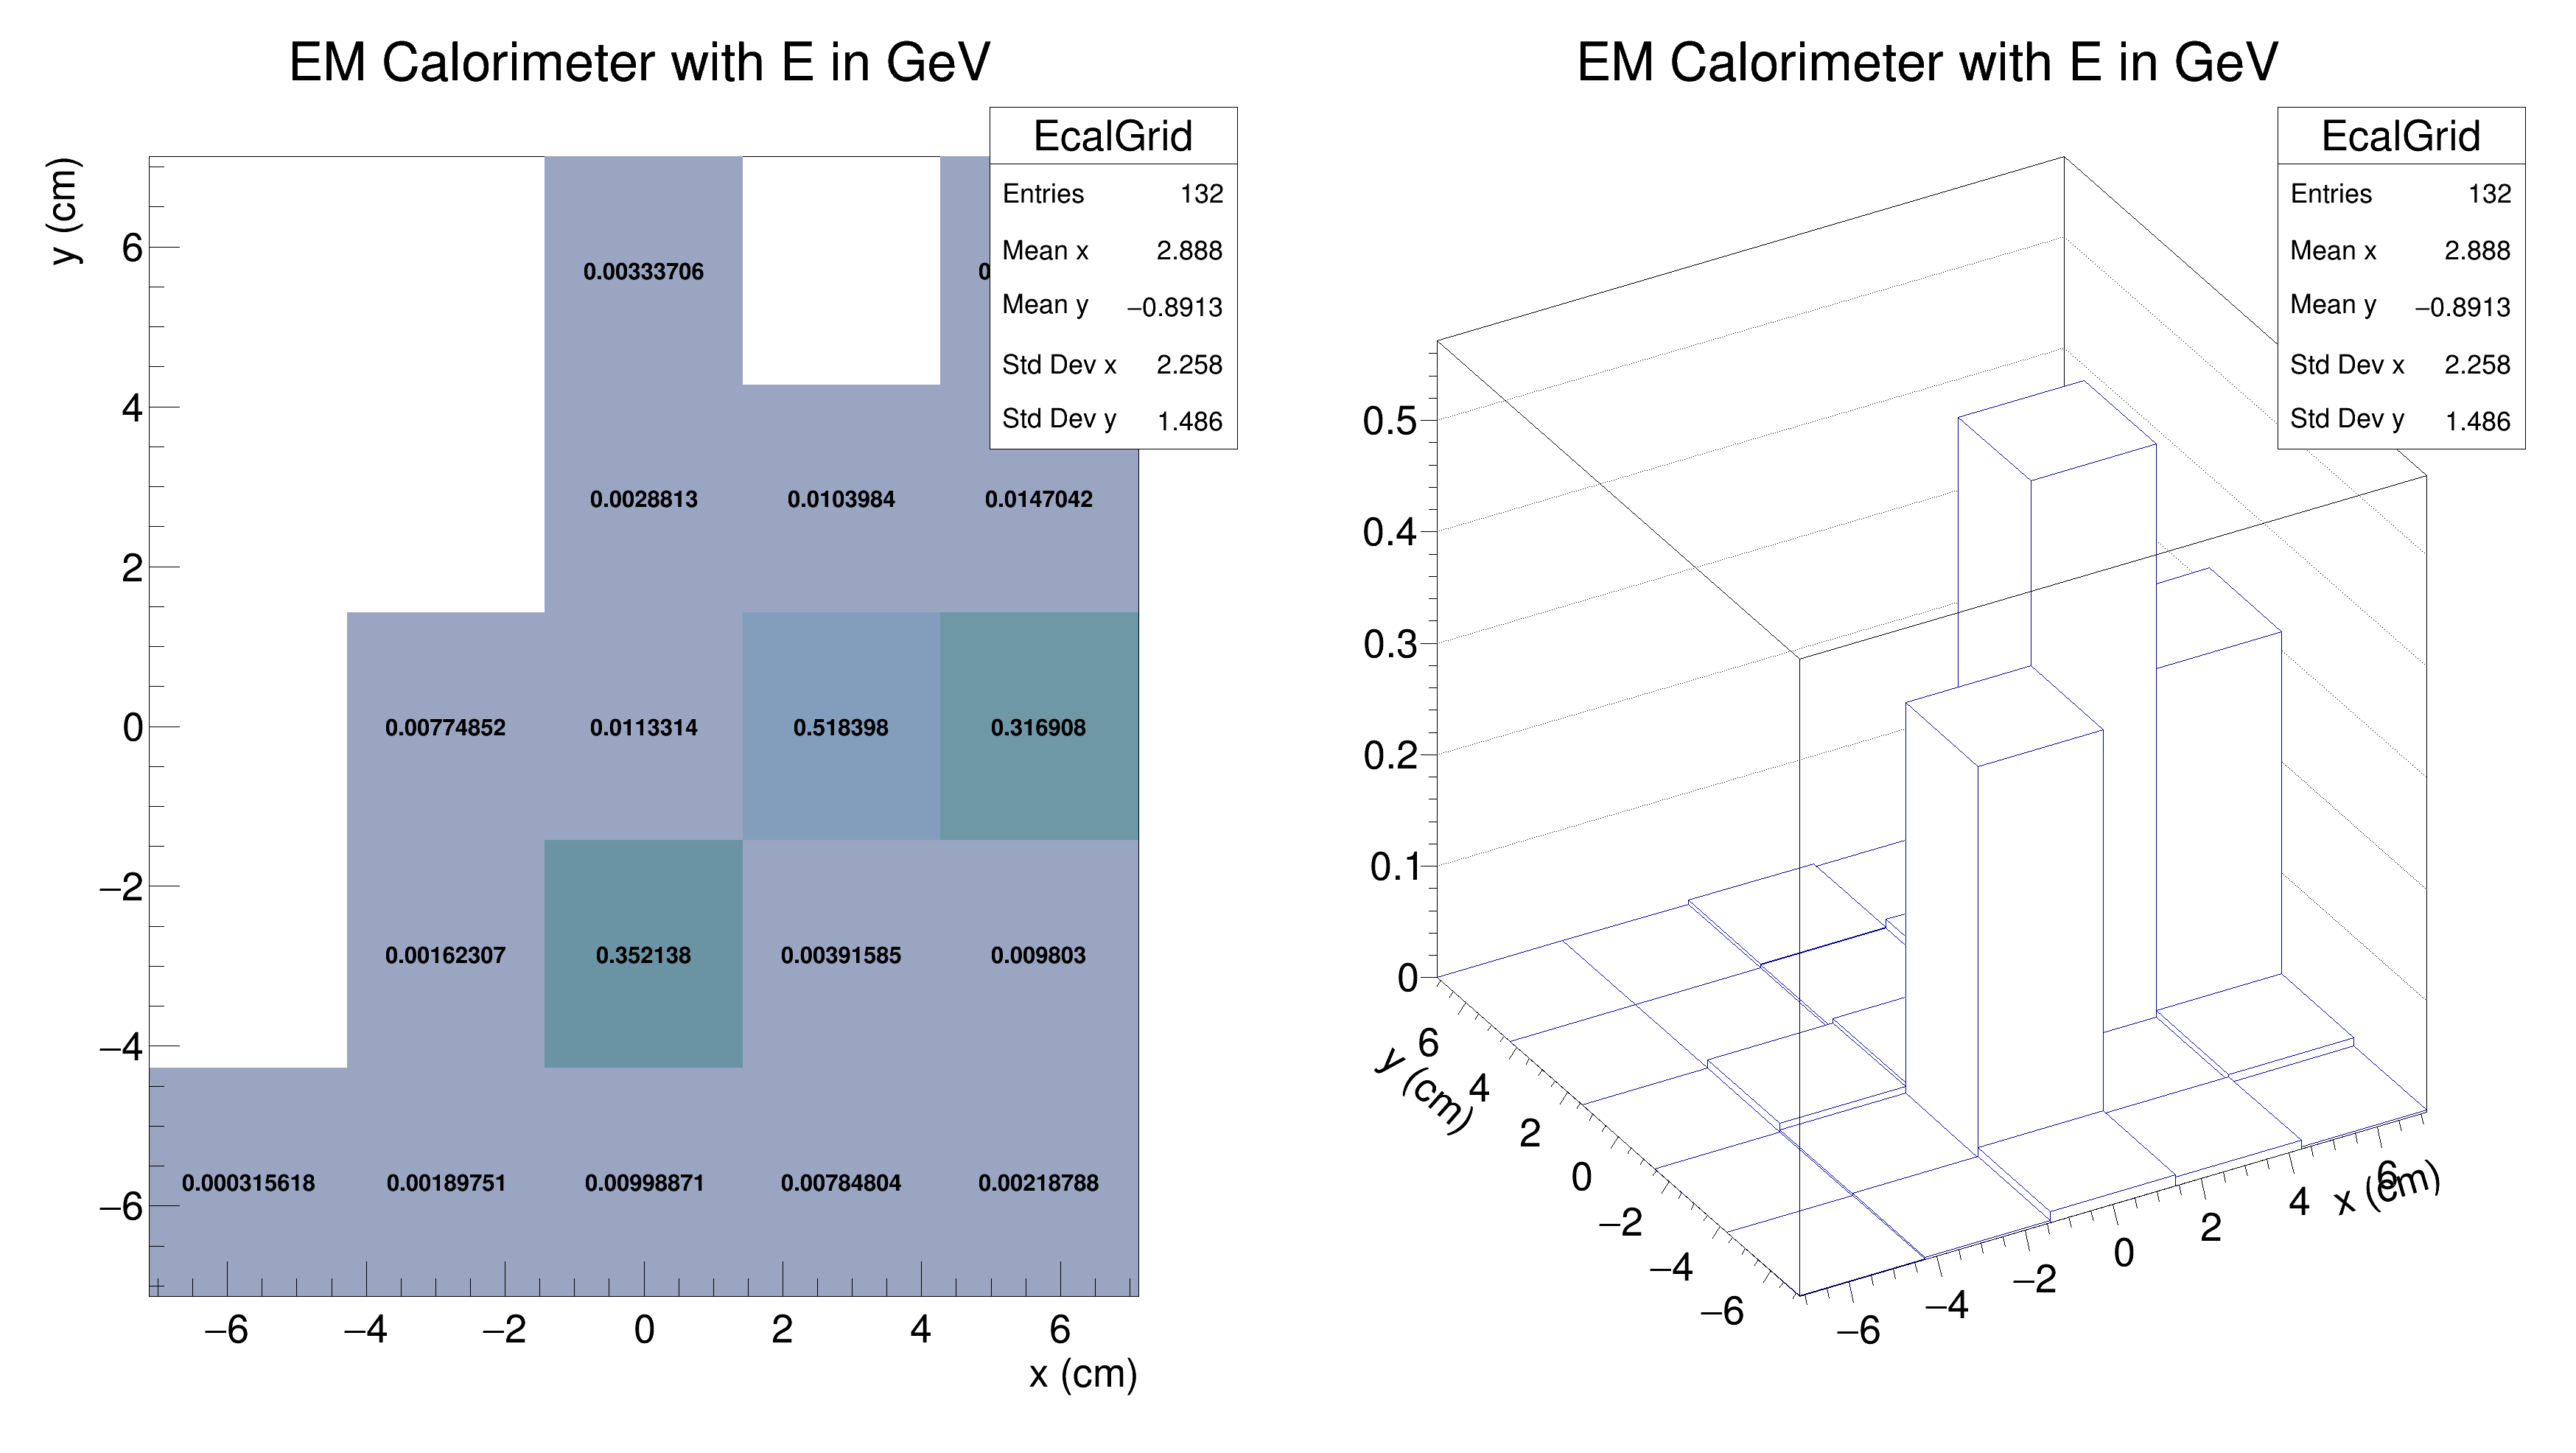 EM Calorimeter with E in GeV
EcalGrid
Entries 132
Mean x 2.888
Mean y −0.8913
Std Dev x 2.258
Std Dev y 1.486
y (cm)
6
4
2
0
−2
−4
−6
0.00333706
0.0028813 0.0103984 0.0147042
0.00774852 0.0113314 0.518398 0.316908
0.00162307 0.352138 0.00391585 0.009803
0.000315618 0.00189751 0.00998871 0.00784804 0.00218788
−6 −4 −2 0 2 4 6
x (cm)
EM Calorimeter with E in GeV
EcalGrid
Entries 132
Mean x 2.888
Mean y −0.8913
Std Dev x 2.258
Std Dev y 1.486
0.5
0.4
0.3
0.2
0.1
0
6
4
2
0
−2
−4
−6
y (cm)
−6 −4 −2 0 2 4 6
x (cm)